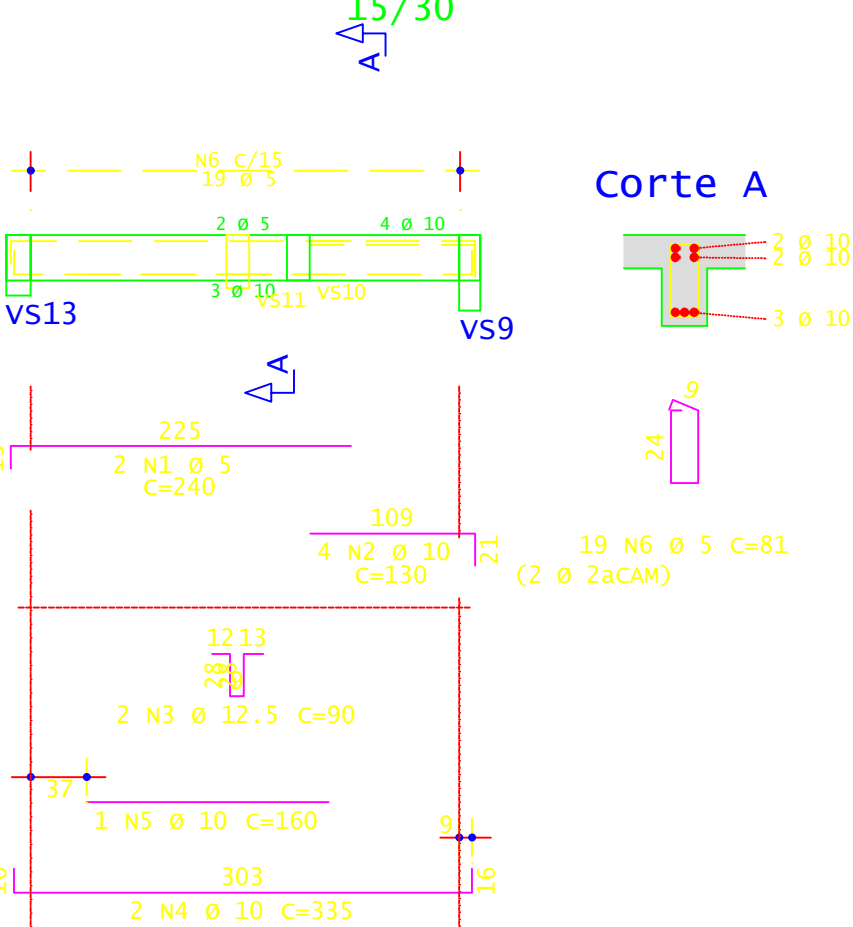 15/30
A
N6 C/15
19 Ø 5
Corte A
2 Ø 5
4 Ø 10
2 Ø 10
2 Ø 10
3 Ø 10
VS11
VS10
VS13
VS9
3 Ø 10
A
225
2 N1 Ø 5
C=240
9
24
109
4 N2 Ø 10
C=130
21
19 N6 Ø 5 C=81
(2 Ø 2aCAM)
12 13
28
28
2 N3 Ø 12.5 C=90
37
1 N5 Ø 10 C=160
9
303
16
2 N4 Ø 10 C=335